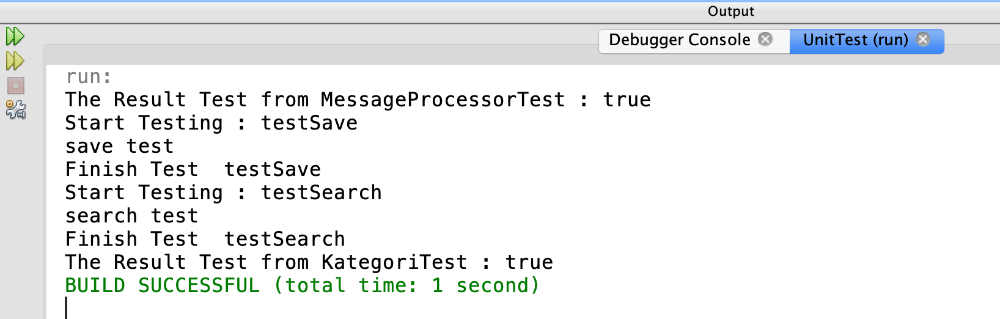 Output
Debugger Console
UnitTest (run)
run:
The Result Test from MessageProcessorTest : true
Start Testing : testSave
save test
Finish Test  testSave
Start Testing : testSearch
search test
Finish Test  testSearch
The Result Test from KategoriTest : true
BUILD SUCCESSFUL (total time: 1 second)